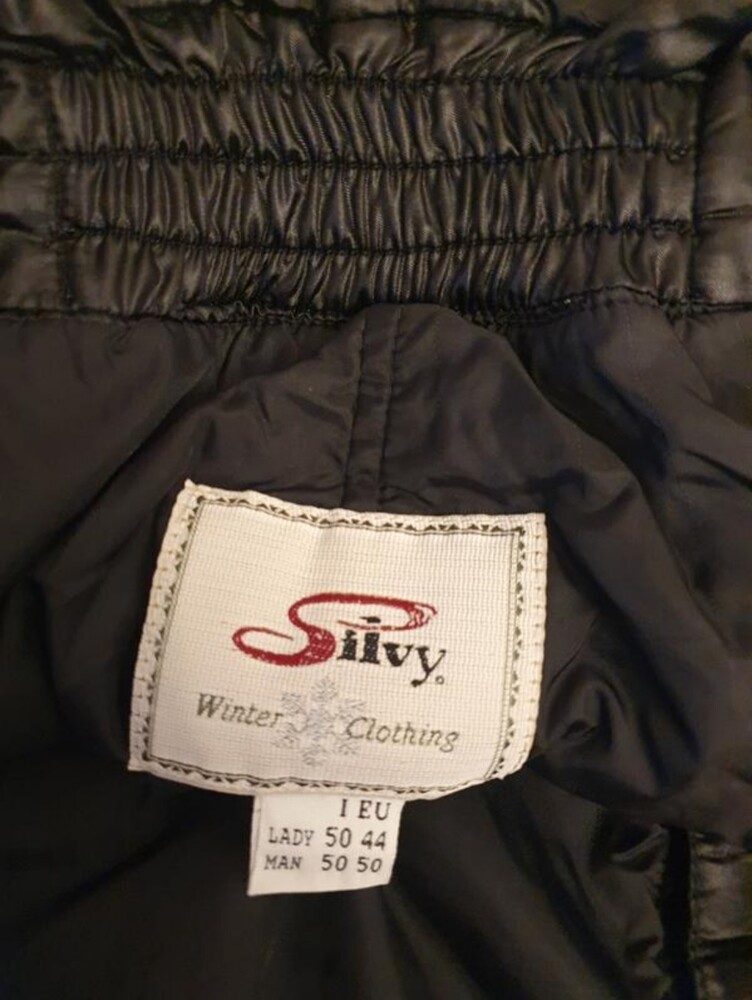 Silvy
Winter Clothing
I EU
LADY 50 44
MAN 50 50